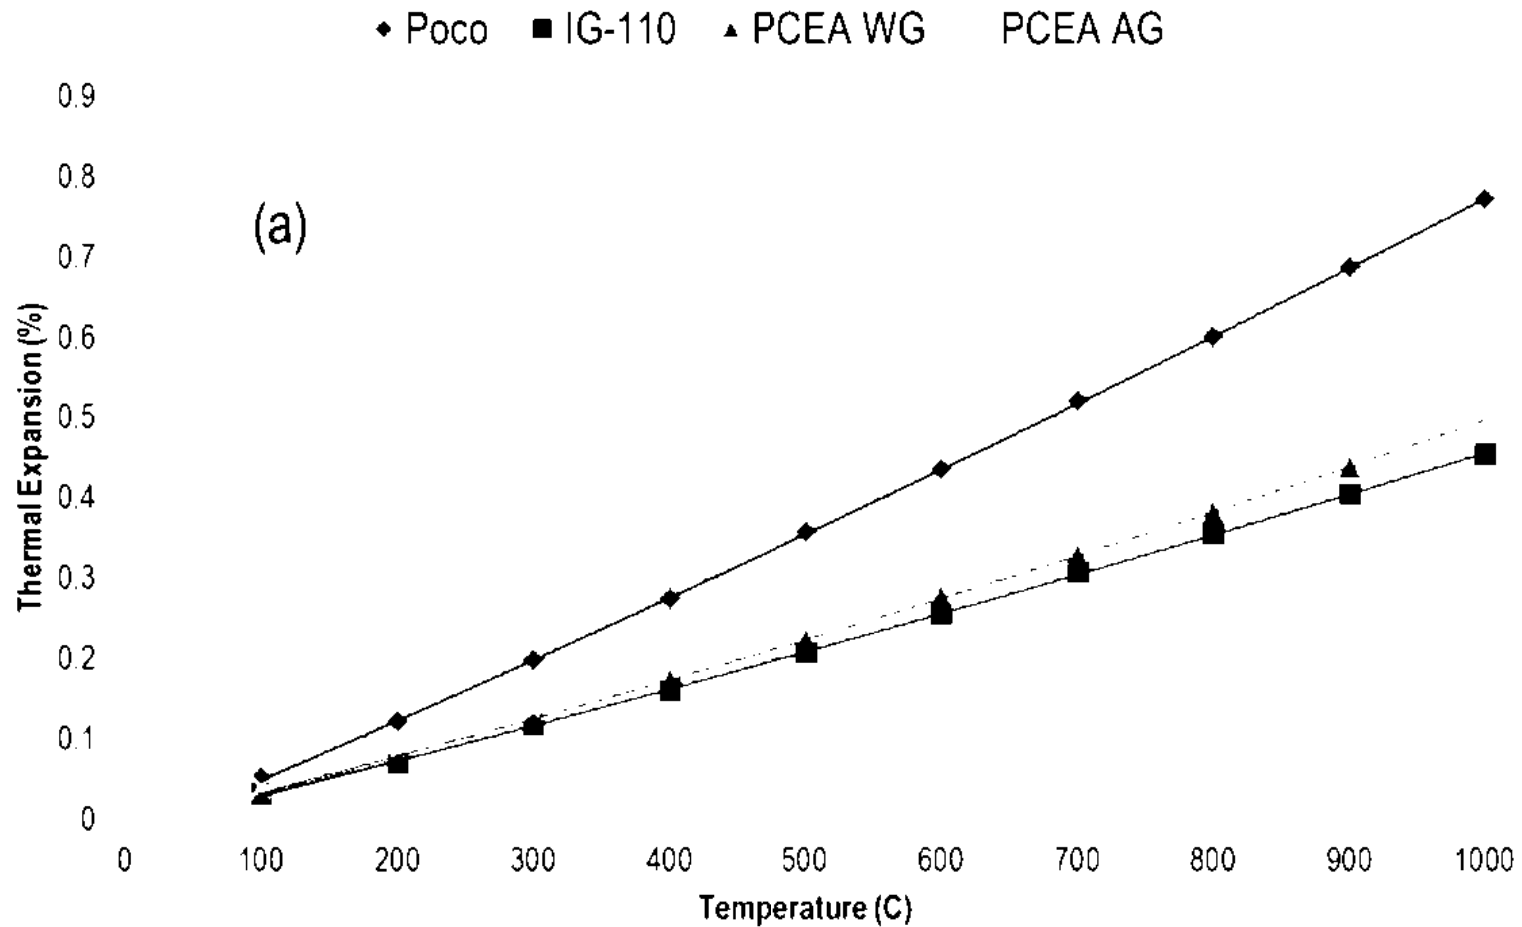 Poco IG-110 PCEA WG PCEA AG
0.9
0.8
(a)
0.7
0.6
0.5
0.4
0.3
0.2
0.1
0
Thermal Expansion (%)
0 100 200 300 400 500 600 700 800 900 1000
Temperature (C)